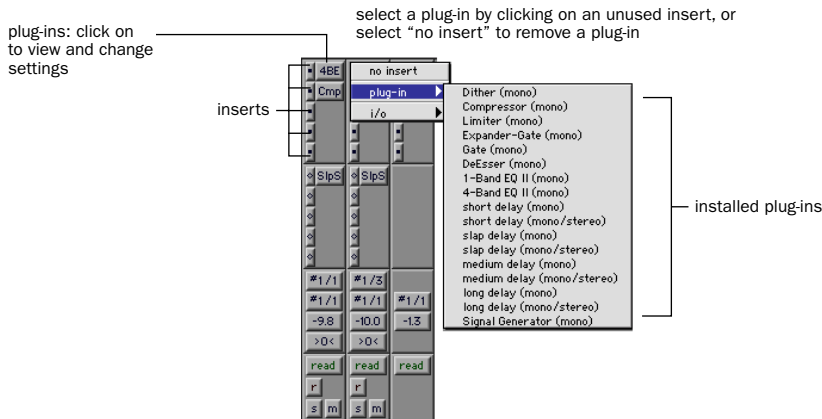 select a plug-in by clicking on an unused insert, or
select “no insert” to remove a plug-in
plug-ins: click on
to view and change
settings
inserts
4BE
Cmp
no insert
plug-in
i/o
Dither (mono)
Compressor (mono)
Limiter (mono)
Expander-Gate (mono)
Gate (mono)
DeEsser (mono)
1-Band EQ II (mono)
4-Band EQ II (mono)
short delay (mono)
short delay (mono/stereo)
slap delay (mono)
slap delay (mono/stereo)
medium delay (mono)
medium delay (mono/stereo)
long delay (mono)
long delay (mono/stereo)
Signal Generator (mono)
installed plug-ins
SlpS SlpS
#1/1 #1/3
#1/1 #1/1 #1/1
-9.8 -10.0 -1.3
>0< >0<
read read read
r r
s m s m